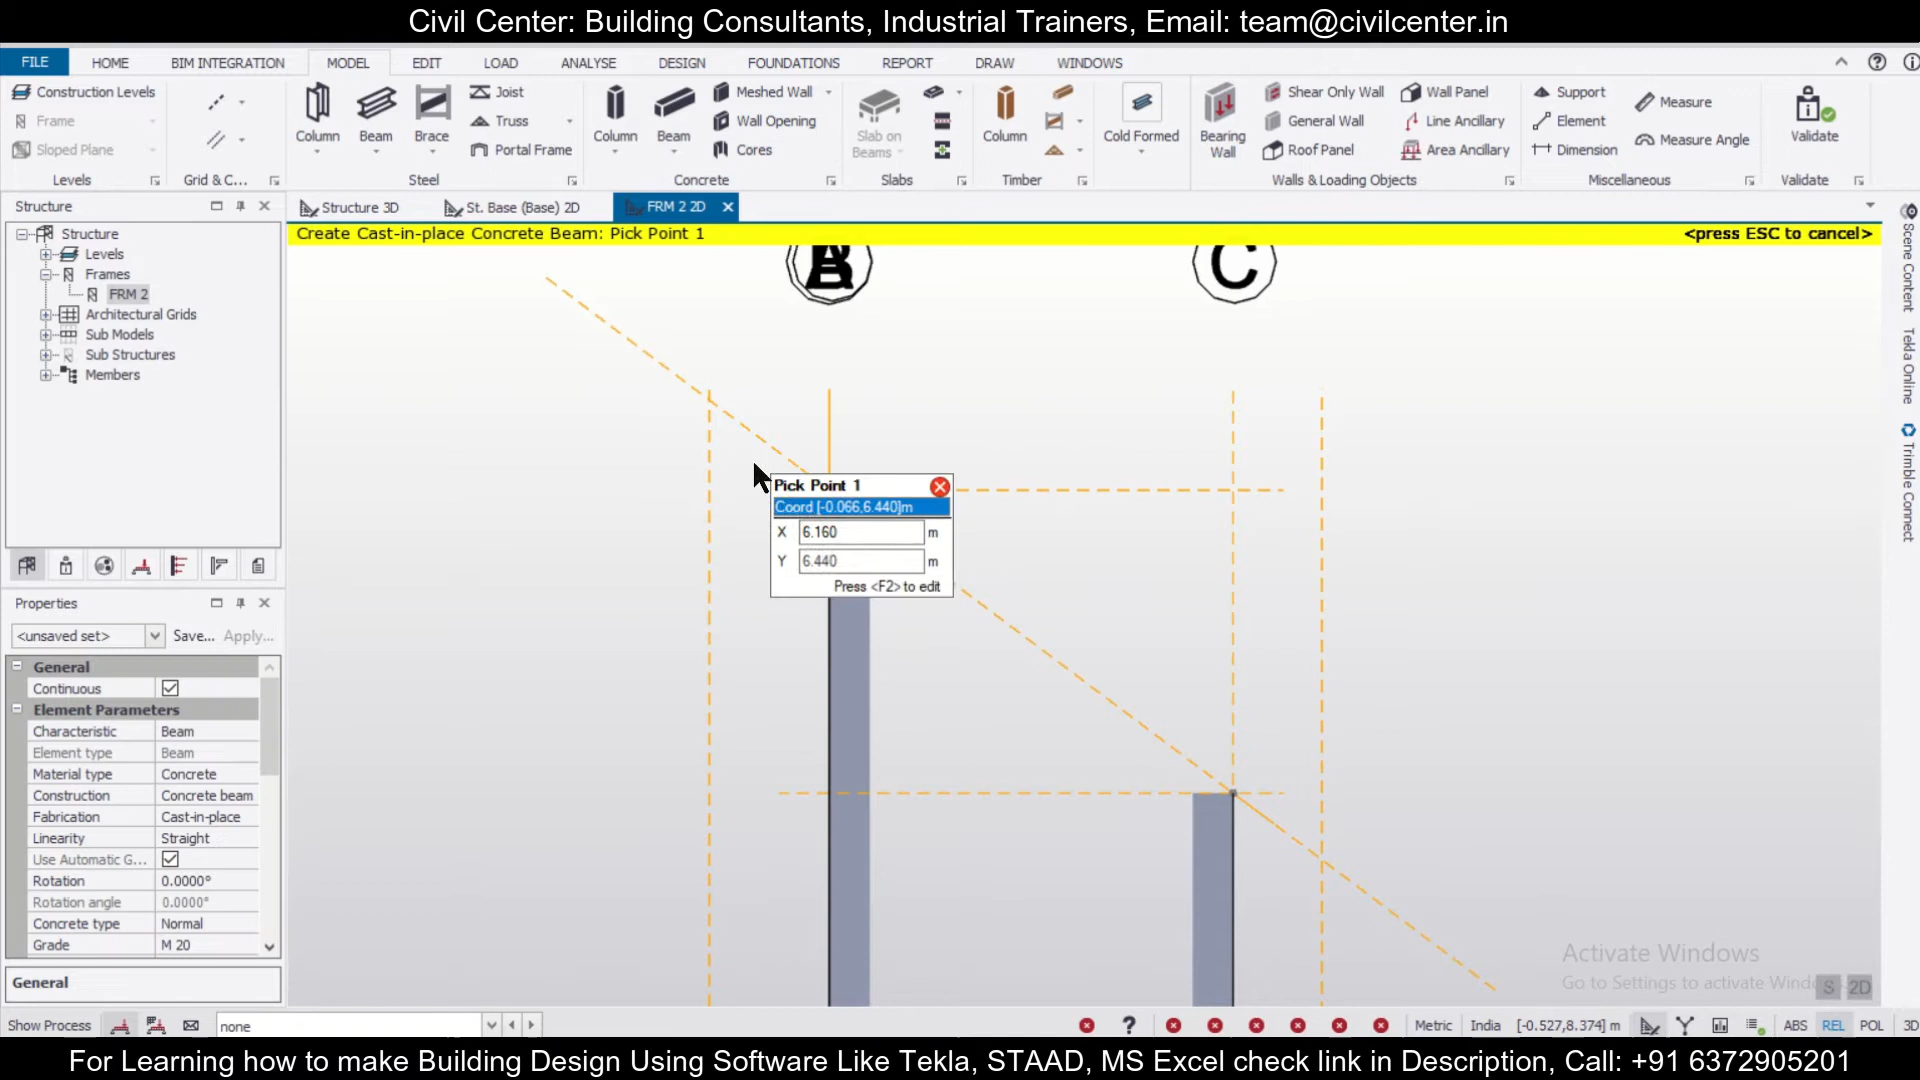 Civil Center: Building Consultants, Industrial Trainers, Email: team@civilcenter.in
FILE HOME BIM INTEGRATION MODEL EDIT LOAD ANALYSE DESIGN FOUNDATIONS REPORT DRAW WINDOWS
Construction Levels
Frame
Sloped Plane
Levels
Grid & C...
Column
Beam
Brace
Joist
Truss
Portal Frame
Steel
Column
Beam
Meshed Wall
Wall Opening
Cores
Concrete
Slab on Beams
Slabs
Column
Timber
Cold Formed
Bearing Wall
Shear Only Wall
General Wall
Roof Panel
Wall Panel
Line Ancillary
Area Ancillary
Walls & Loading Objects
Support
Element
Dimension
Measure
Measure Angle
Miscellaneous
Validate
Validate
Structure
Structure 3D
St. Base (Base) 2D
FRM 2 2D
Create Cast-in-place Concrete Beam: Pick Point 1
<press ESC to cancel>
Structure
Levels
Frames
FRM 2
Architectural Grids
Sub Models
Sub Structures
Members
B
C
Pick Point 1
Coord [-0.066,6.440]m
X 6.160 m
Y 6.440 m
Press <F2> to edit
Scene Content
Tekla Online
Trimble Connect
Properties
<unsaved set> Save... Apply...
General
Continuous
Element Parameters
Characteristic Beam
Element type Beam
Material type Concrete
Construction Concrete beam
Fabrication Cast-in-place
Linearity Straight
Use Automatic G...
Rotation 0.0000°
Rotation angle 0.0000°
Concrete type Normal
Grade M 20
General
Activate Windows
Go to Settings to activate Wind
S 2D
Show Process none Metric India [-0.527,8.374] m ABS REL POL 3D
For Learning how to make Building Design Using Software Like Tekla, STAAD, MS Excel check link in Description, Call: +91 6372905201